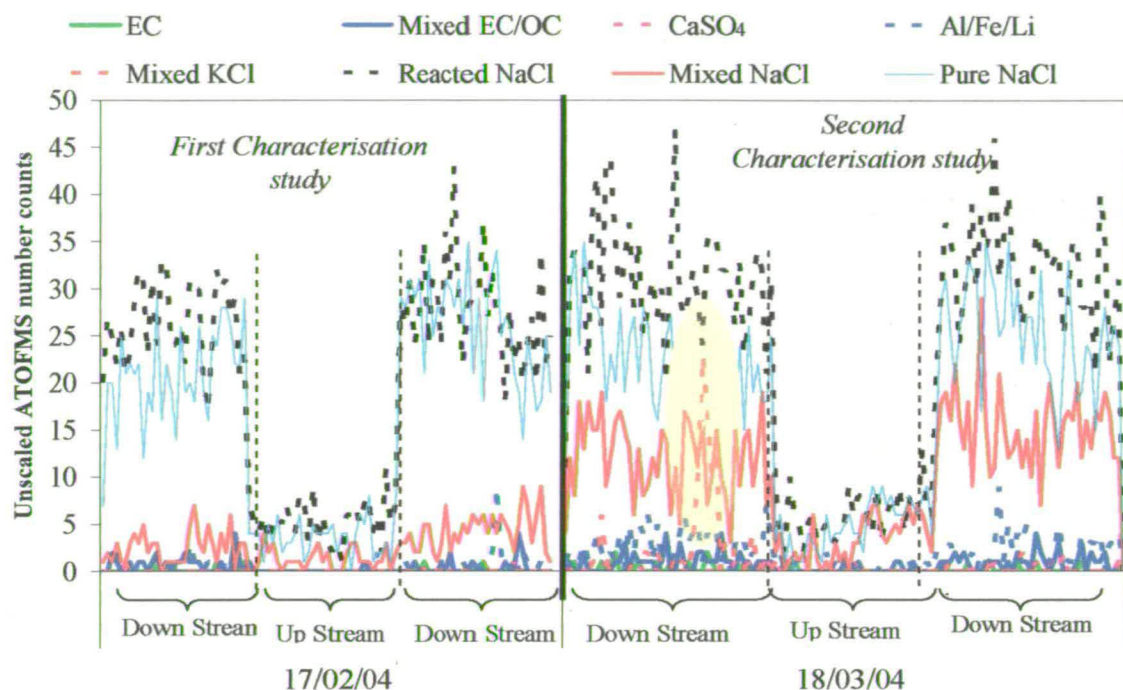 EC Mixed EC/OC CaSO₄ Al/Fe/Li
Mixed KCl Reacted NaCl Mixed NaCl Pure NaCl
Unscaled ATOFMS number counts
50
45
40
35
30
25
20
15
10
5
0
First Characterisation
study
Second
Characterisation study
Down Strean Up Stream Down Stream Down Stream Up Stream Down Stream
17/02/04 18/03/04